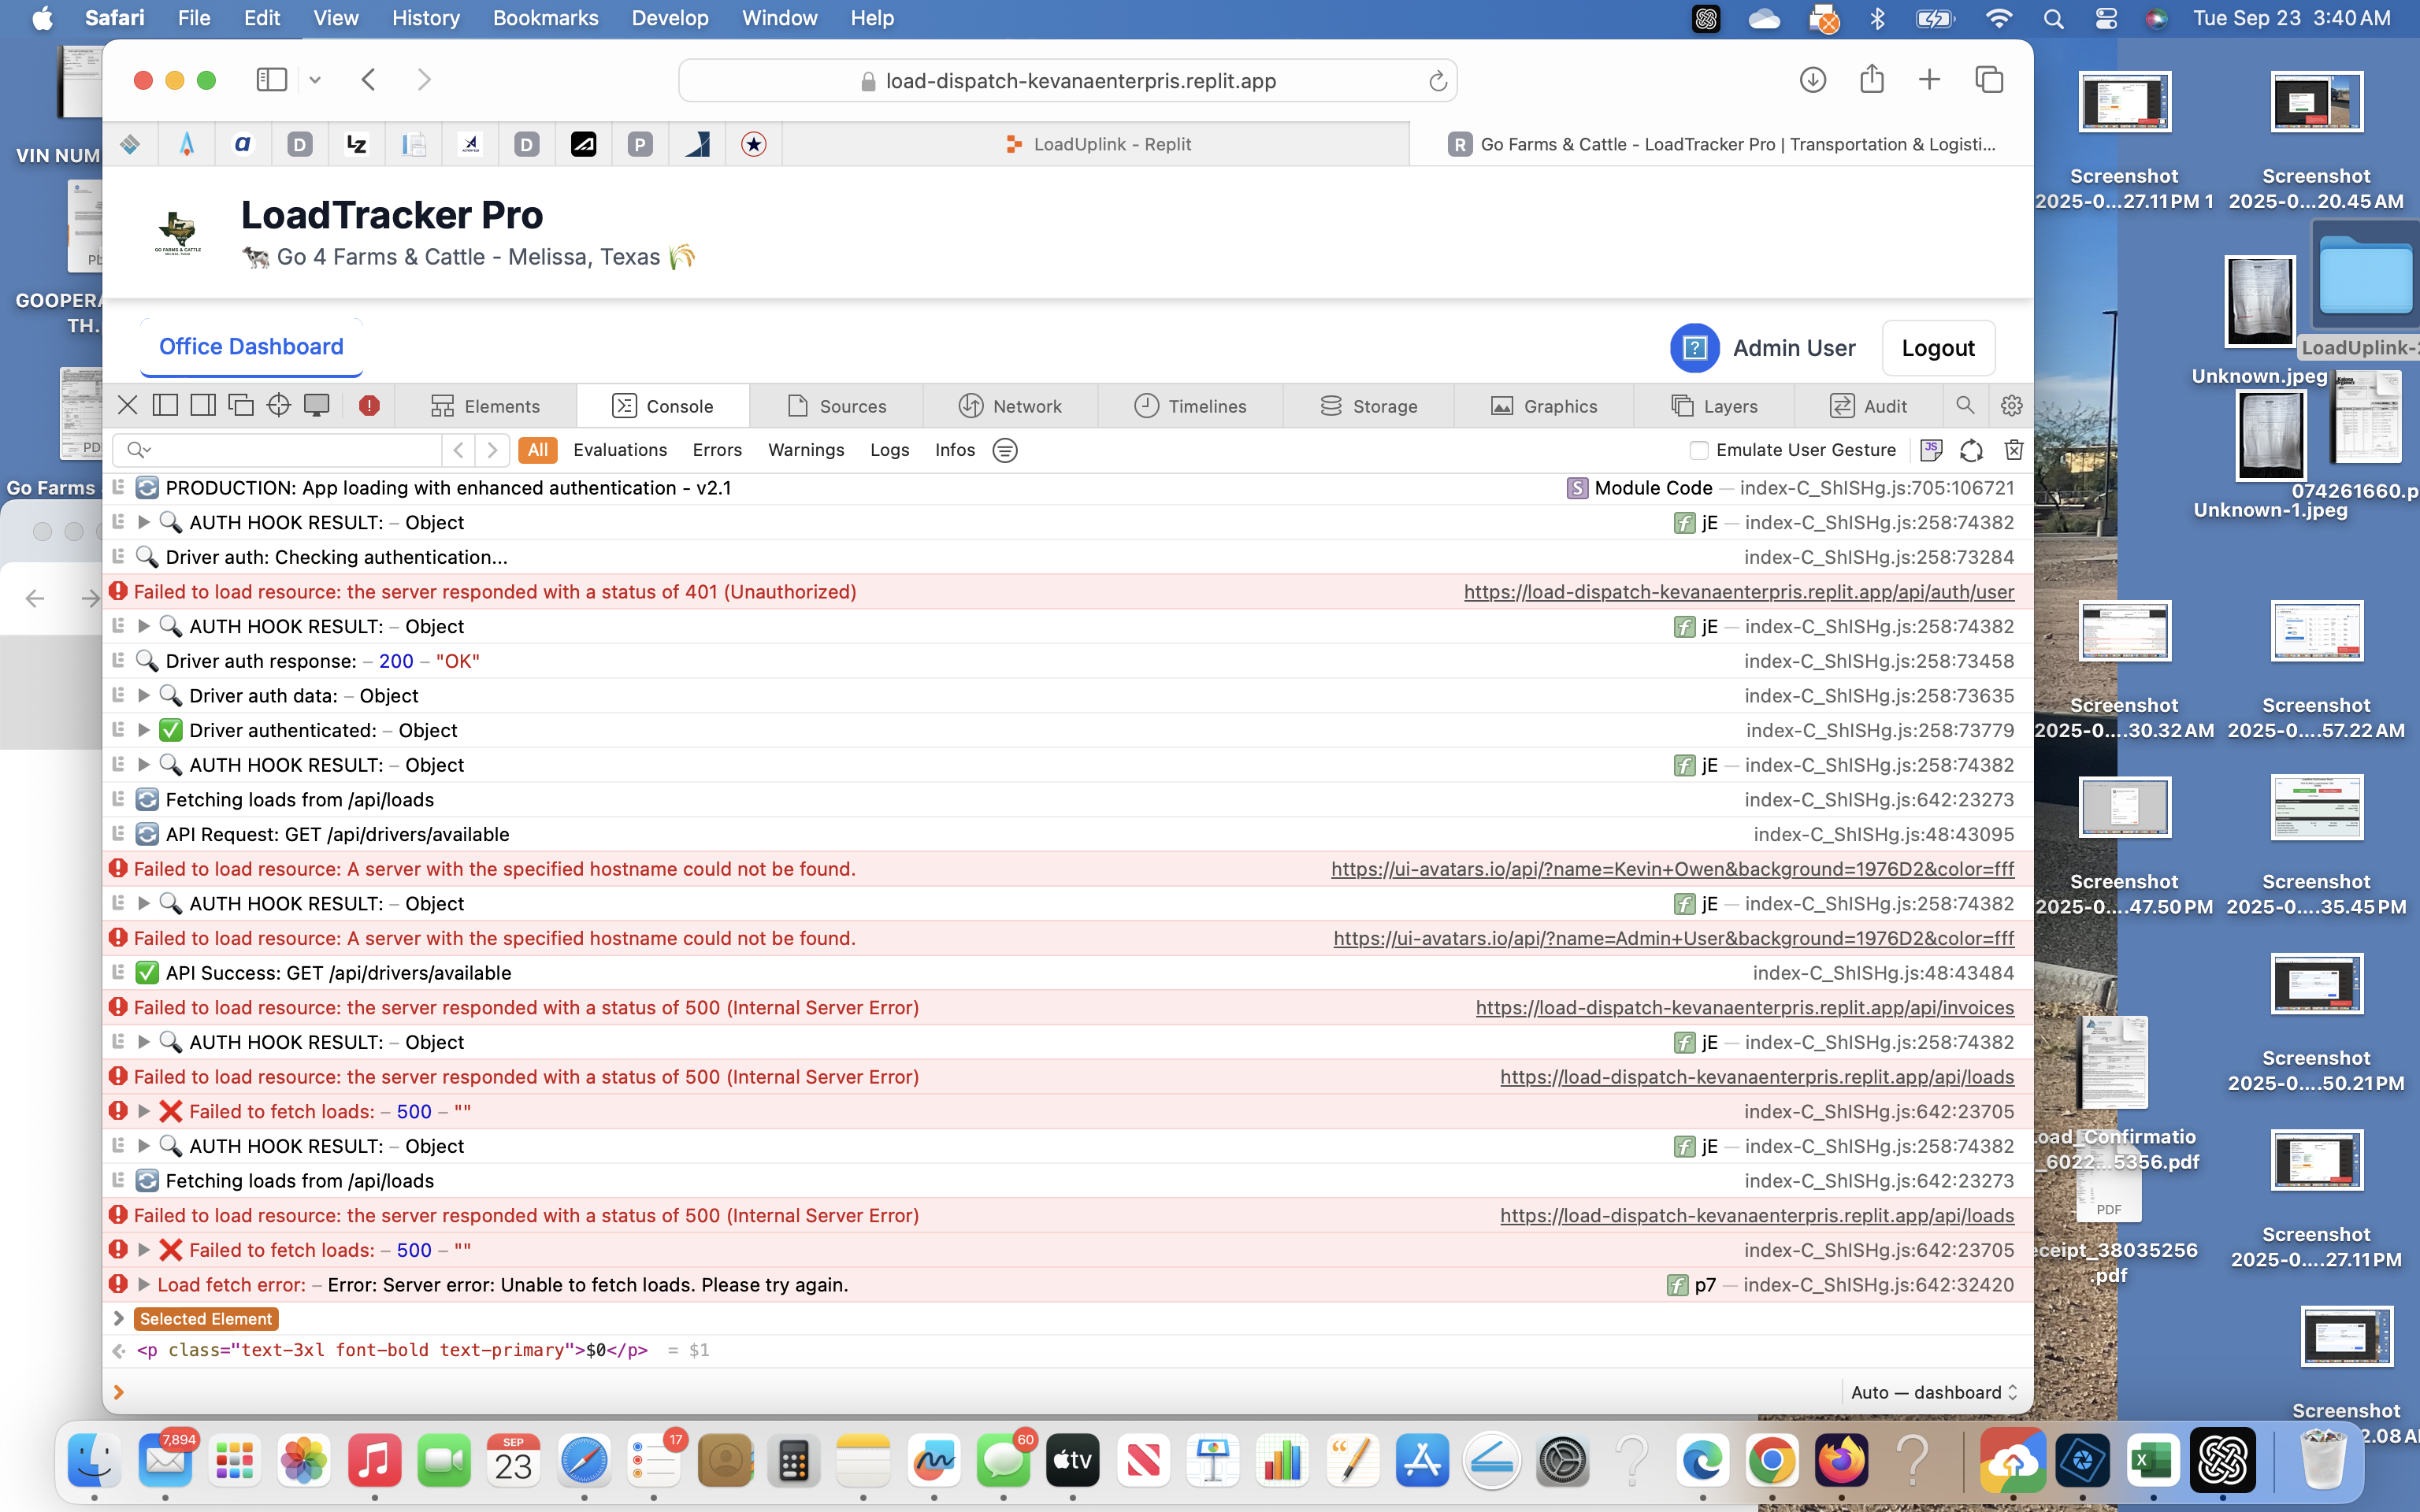 Safari File Edit View History Bookmarks Develop Window Help Tue Sep 23 3:40 AM
load-dispatch-kevanaenterpris.replit.app
LoadUplink - Replit
Go Farms & Cattle - LoadTracker Pro | Transportation & Logisti...
LoadTracker Pro
Go 4 Farms & Cattle - Melissa, Texas
Office Dashboard
Admin User
Logout
Elements Console Sources Network Timelines Storage Graphics Layers Audit
All Evaluations Errors Warnings Logs Infos Emulate User Gesture
PRODUCTION: App loading with enhanced authentication - v2.1 S Module Code — index-C_ShISHg.js:705:106721
AUTH HOOK RESULT: – Object f jE — index-C_ShISHg.js:258:74382
Driver auth: Checking authentication... index-C_ShISHg.js:258:73284
Failed to load resource: the server responded with a status of 401 (Unauthorized) https://load-dispatch-kevanaenterpris.replit.app/api/auth/user
AUTH HOOK RESULT: – Object f jE — index-C_ShISHg.js:258:74382
Driver auth response: – 200 – "OK" index-C_ShISHg.js:258:73458
Driver auth data: – Object index-C_ShISHg.js:258:73635
Driver authenticated: – Object index-C_ShISHg.js:258:73779
AUTH HOOK RESULT: – Object f jE — index-C_ShISHg.js:258:74382
Fetching loads from /api/loads index-C_ShISHg.js:642:23273
API Request: GET /api/drivers/available index-C_ShISHg.js:48:43095
Failed to load resource: A server with the specified hostname could not be found. https://ui-avatars.io/api/?name=Kevin+Owen&background=1976D2&color=fff
AUTH HOOK RESULT: – Object f jE — index-C_ShISHg.js:258:74382
Failed to load resource: A server with the specified hostname could not be found. https://ui-avatars.io/api/?name=Admin+User&background=1976D2&color=fff
API Success: GET /api/drivers/available index-C_ShISHg.js:48:43484
Failed to load resource: the server responded with a status of 500 (Internal Server Error) https://load-dispatch-kevanaenterpris.replit.app/api/invoices
AUTH HOOK RESULT: – Object f jE — index-C_ShISHg.js:258:74382
Failed to load resource: the server responded with a status of 500 (Internal Server Error) https://load-dispatch-kevanaenterpris.replit.app/api/loads
Failed to fetch loads: – 500 – "" index-C_ShISHg.js:642:23705
AUTH HOOK RESULT: – Object f jE — index-C_ShISHg.js:258:74382
Fetching loads from /api/loads index-C_ShISHg.js:642:23273
Failed to load resource: the server responded with a status of 500 (Internal Server Error) https://load-dispatch-kevanaenterpris.replit.app/api/loads
Failed to fetch loads: – 500 – "" index-C_ShISHg.js:642:23705
Load fetch error: – Error: Server error: Unable to fetch loads. Please try again. f p7 — index-C_ShISHg.js:642:32420
Selected Element
<p class="text-3xl font-bold text-primary">$0</p> = $1
Auto — dashboard
VIN NUM
GOOPERA
TH.
Go Farms
Screenshot
2025-0...27.11 PM 1
Screenshot
2025-0...20.45 AM
LoadUplink-
Unknown.jpeg
074261660.p
Unknown-1.jpeg
Screenshot
2025-0....30.32 AM
Screenshot
2025-0....57.22 AM
Screenshot
2025-0....47.50 PM
Screenshot
2025-0....35.45 PM
Screenshot
2025-0....50.21 PM
oad_Confirmatio
_6022...5356.pdf
PDF
eceipt_38035256
.pdf
Screenshot
2025-0....27.11 PM
Screenshot
2.08 A
7,894
SEP
23
17
60
tv